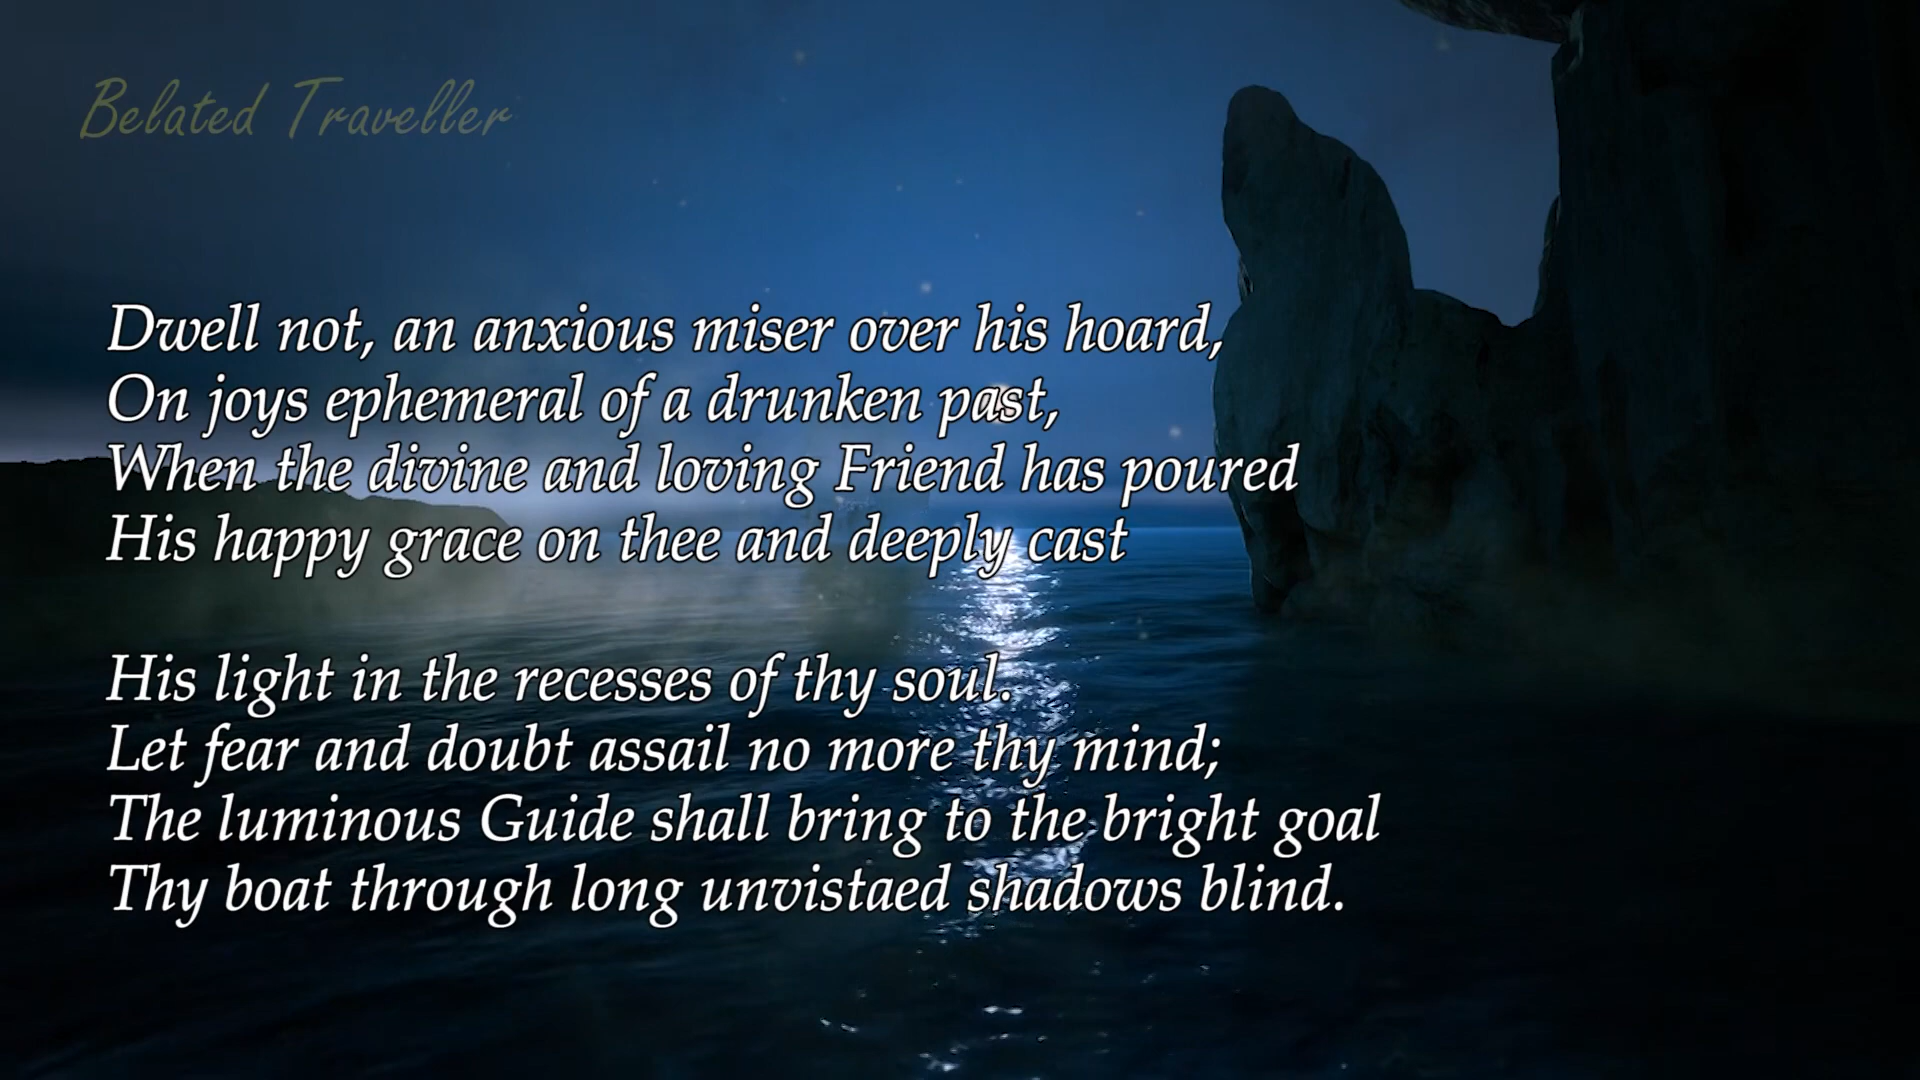 Belated Traveller
Dwell not, an anxious miser over his hoard,
On joys ephemeral of a drunken past,
When the divine and loving Friend has poured
His happy grace on thee and deeply cast
His light in the recesses of thy soul.
Let fear and doubt assail no more thy mind;
The luminous Guide shall bring to the bright goal
Thy boat through long unvistaed shadows blind.